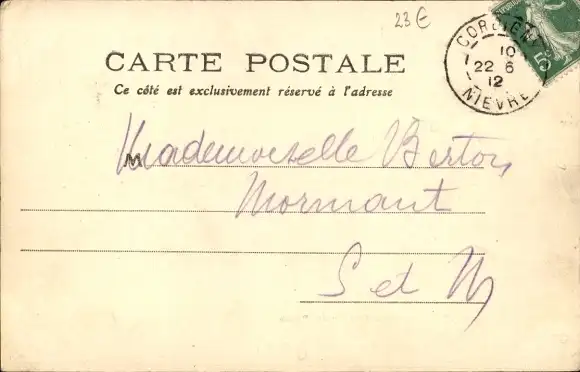 23 €
CARTE POSTALE
Ce côté est exclusivement réservé à l'adresse
CORBIGNY
10
22 6
12
NIEVRE
5
M
Mademoiselle Berton
Mormant
S et M